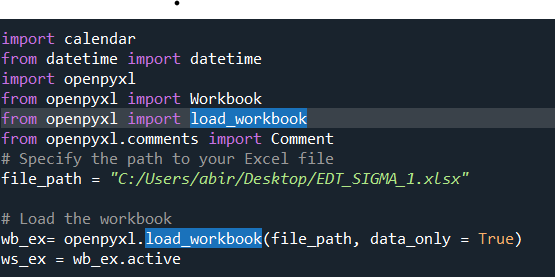 import calendar
from datetime import datetime
import openpyxl
from openpyxl import Workbook
from openpyxl import load_workbook
from openpyxl.comments import Comment
# Specify the path to your Excel file
file_path = "C:/Users/abir/Desktop/EDT_SIGMA_1.xlsx"
# Load the workbook
wb_ex= openpyxl.load_workbook(file_path, data_only = True)
ws_ex = wb_ex.active